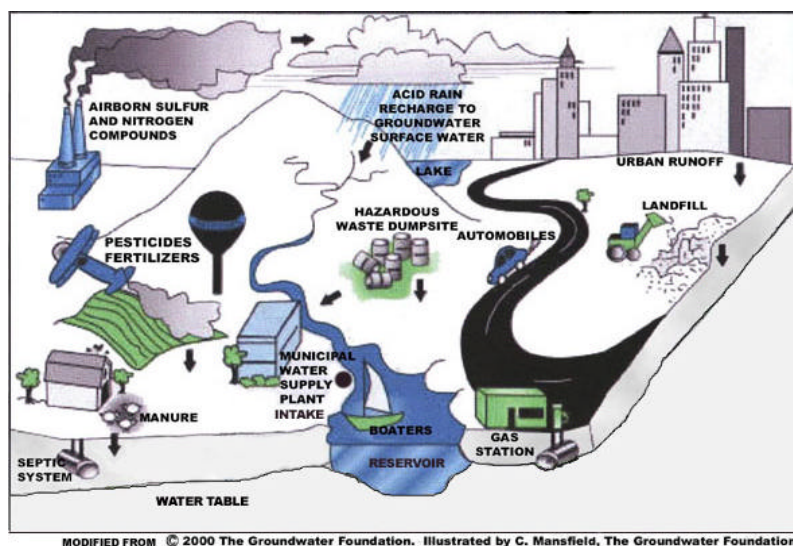 AIRBORN SULFUR
AND NITROGEN
COMPOUNDS
ACID RAIN
RECHARGE TO
GROUNDWATER
SURFACE WATER
LAKE
URBAN RUNOFF
LANDFILL
AUTOMOBILES
HAZARDOUS
WASTE DUMPSITE
PESTICIDES
FERTILIZERS
MUNICIPAL
WATER
SUPPLY
PLANT
INTAKE
MANURE
BOATERS
GAS
STATION
SEPTIC
SYSTEM
RESERVOIR
WATER TABLE
MODIFIED FROM © 2000 The Groundwater Foundation. Illustrated by C. Mansfield, The Groundwater Foundation